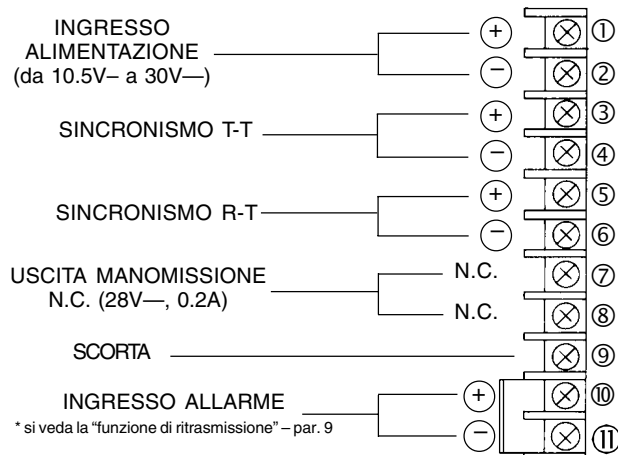 INGRESSO
ALIMENTAZIONE
(da 10.5V– a 30V—)
+ ①
– ②
SINCRONISMO T-T
+ ③
– ④
SINCRONISMO R-T
+ ⑤
– ⑥
USCITA MANOMISSIONE
N.C. (28V—, 0.2A)
N.C. ⑦
N.C. ⑧
SCORTA ⑨
INGRESSO ALLARME
* si veda la “funzione di ritrasmissione” – par. 9
+ ⑩
– ⑪